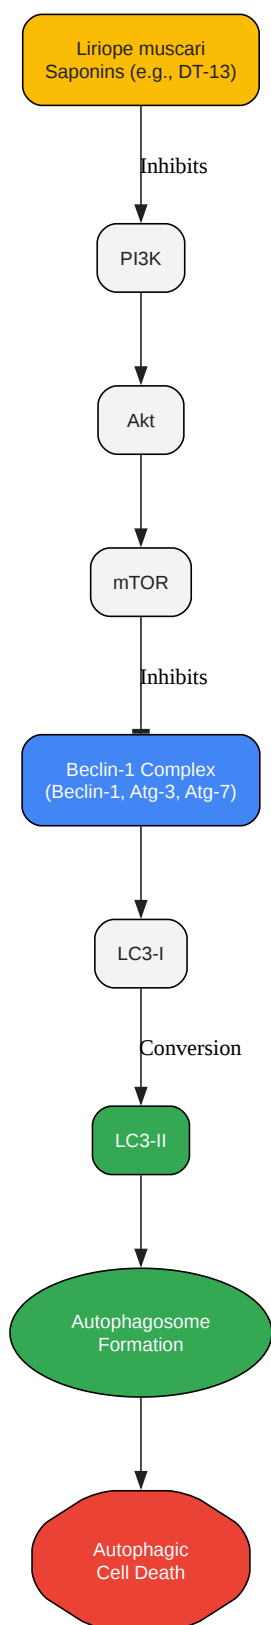 Liriope muscari
Saponins (e.g., DT-13)
Inhibits
PI3K
Akt
mTOR
Inhibits
Beclin-1 Complex
(Beclin-1, Atg-3, Atg-7)
LC3-I
Conversion
LC3-II
Autophagosome
Formation
Autophagic
Cell Death